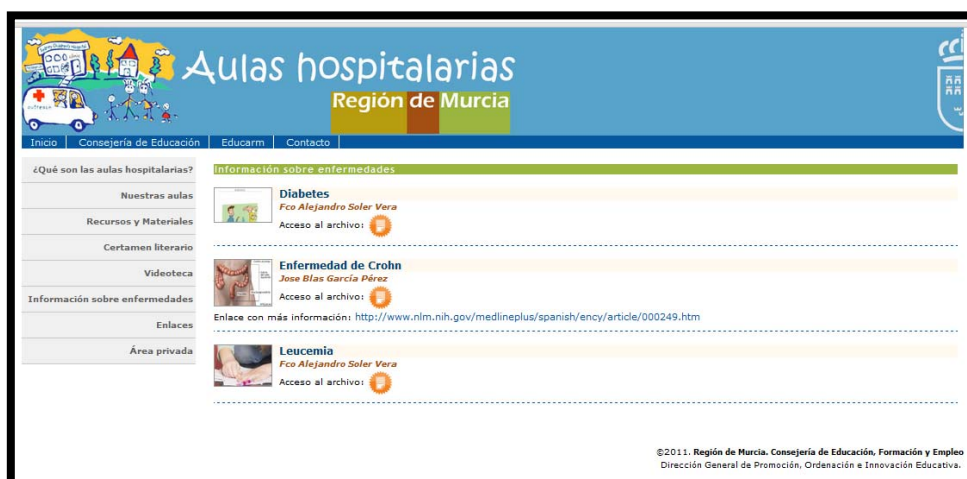 Aulas hospitalarias
Región de Murcia
Inicio Consejería de Educación Educarm Contacto
¿Qué son las aulas hospitalarias?
Nuestras aulas
Recursos y Materiales
Certamen literario
Videoteca
Información sobre enfermedades
Enlaces
Área privada
Información sobre enfermedades
Diabetes
Fco Alejandro Soler Vera
Acceso al archivo:
Enfermedad de Crohn
Jose Blas García Pérez
Acceso al archivo:
Enlace con más información: http://www.nlm.nih.gov/medlineplus/spanish/ency/article/000249.htm
Leucemia
Fco Alejandro Soler Vera
Acceso al archivo:
©2011. Región de Murcia. Consejería de Educación, Formación y Empleo
Dirección General de Promoción, Ordenación e Innovación Educativa.